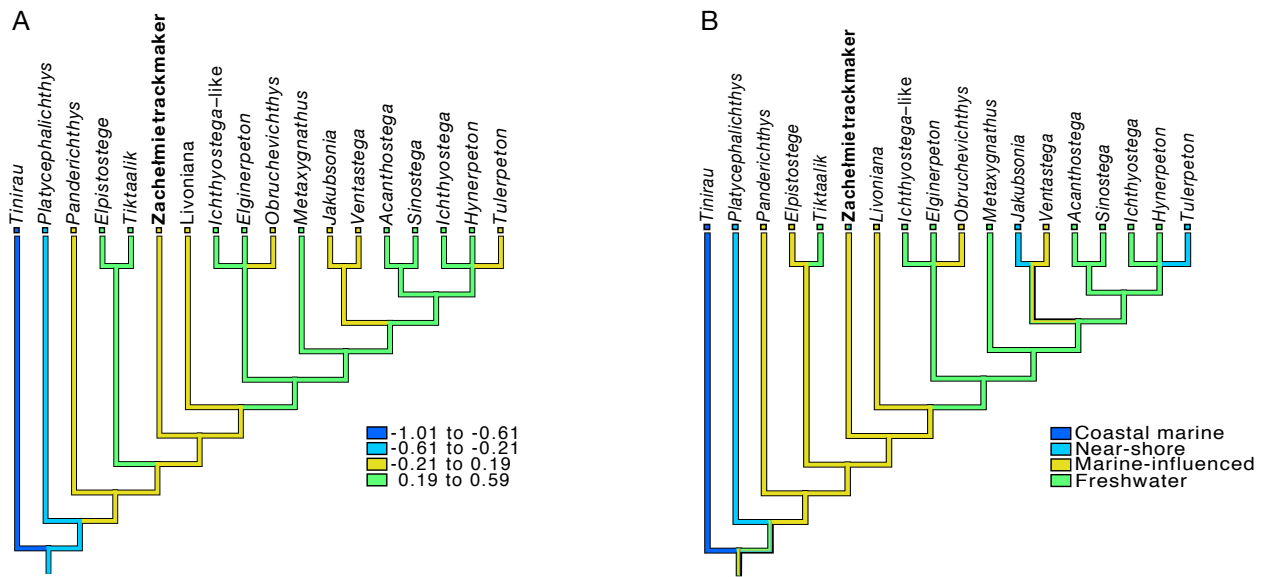 A
Tinirau
Platycephalichthys
Panderichthys
Elpistostege
Tiktaalik
Zachełmie trackmaker
Livoniana
Ichthyostega-like
Elginerpeton
Obruchevichthys
Metaxygnathus
Jakubsonia
Ventastega
Acanthostega
Sinostega
Ichthyostega
Hynerpeton
Tulerpeton
-1.01 to -0.61
-0.61 to -0.21
-0.21 to 0.19
0.19 to 0.59
B
Tinirau
Platycephalichthys
Panderichthys
Elpistostege
Tiktaalik
Zachełmie trackmaker
Livoniana
Ichthyostega-like
Elginerpeton
Obruchevichthys
Metaxygnathus
Jakubsonia
Ventastega
Acanthostega
Sinostega
Ichthyostega
Hynerpeton
Tulerpeton
Coastal marine
Near-shore
Marine-influenced
Freshwater